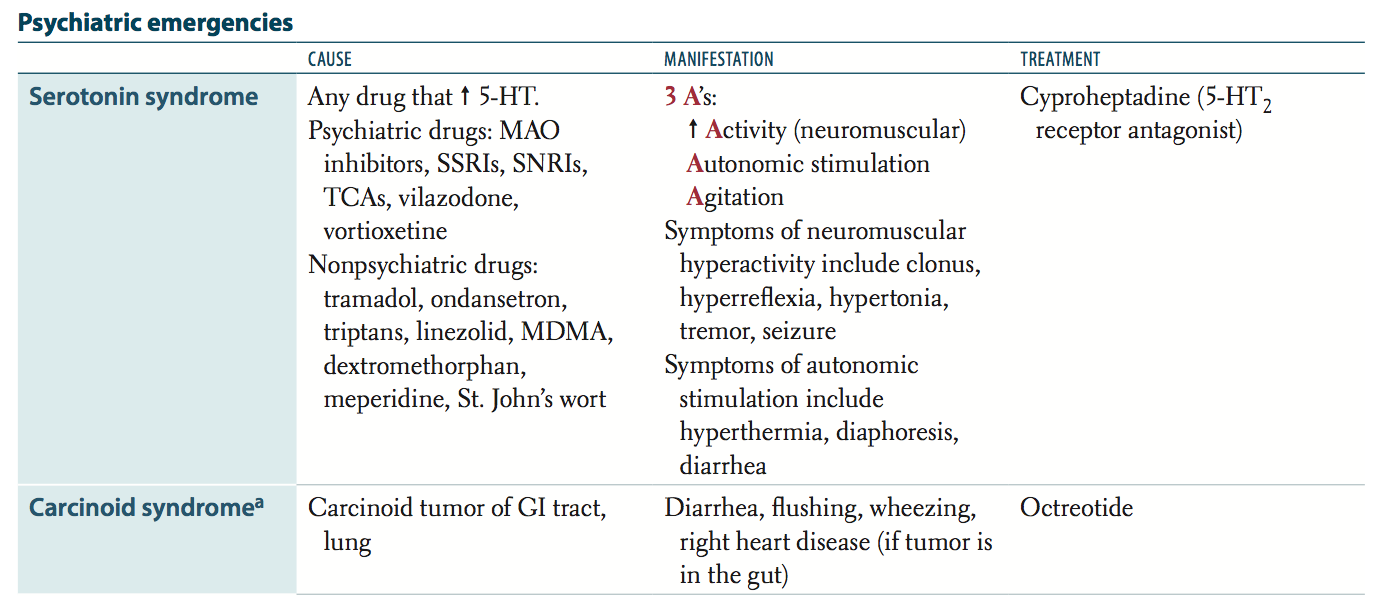 Psychiatric emergencies
CAUSE MANIFESTATION TREATMENT
Serotonin syndrome
Any drug that ↑ 5-HT.
Psychiatric drugs: MAO
inhibitors, SSRIs, SNRIs,
TCAs, vilazodone,
vortioxetine
Nonpsychiatric drugs:
tramadol, ondansetron,
triptans, linezolid, MDMA,
dextromethorphan,
meperidine, St. John’s wort
3 A’s:
↑ Activity (neuromuscular)
Autonomic stimulation
Agitation
Symptoms of neuromuscular
hyperactivity include clonus,
hyperreflexia, hypertonia,
tremor, seizure
Symptoms of autonomic
stimulation include
hyperthermia, diaphoresis,
diarrhea
Cyproheptadine (5-HT₂
receptor antagonist)
Carcinoid syndromeᵃ
Carcinoid tumor of GI tract,
lung
Diarrhea, flushing, wheezing,
right heart disease (if tumor is
in the gut)
Octreotide